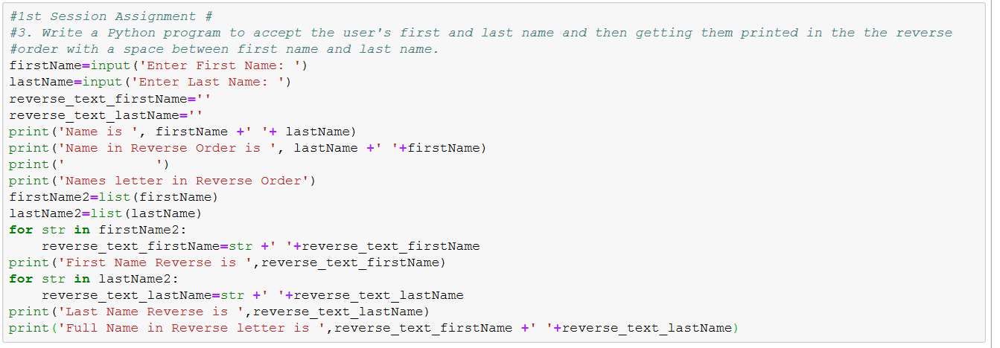 #1st Session Assignment #
#3. Write a Python program to accept the user's first and last name and then getting them printed in the the reverse
#order with a space between first name and last name.
firstName=input('Enter First Name: ')
lastName=input('Enter Last Name: ')
reverse_text_firstName=''
reverse_text_lastName=''
print('Name is ', firstName +' '+ lastName)
print('Name in Reverse Order is ', lastName +' '+firstName)
print('           ')
print('Names letter in Reverse Order')
firstName2=list(firstName)
lastName2=list(lastName)
for str in firstName2:
    reverse_text_firstName=str +' '+reverse_text_firstName
print('First Name Reverse is ',reverse_text_firstName)
for str in lastName2:
    reverse_text_lastName=str +' '+reverse_text_lastName
print('Last Name Reverse is ',reverse_text_lastName)
print('Full Name in Reverse letter is ',reverse_text_firstName +' '+reverse_text_lastName)